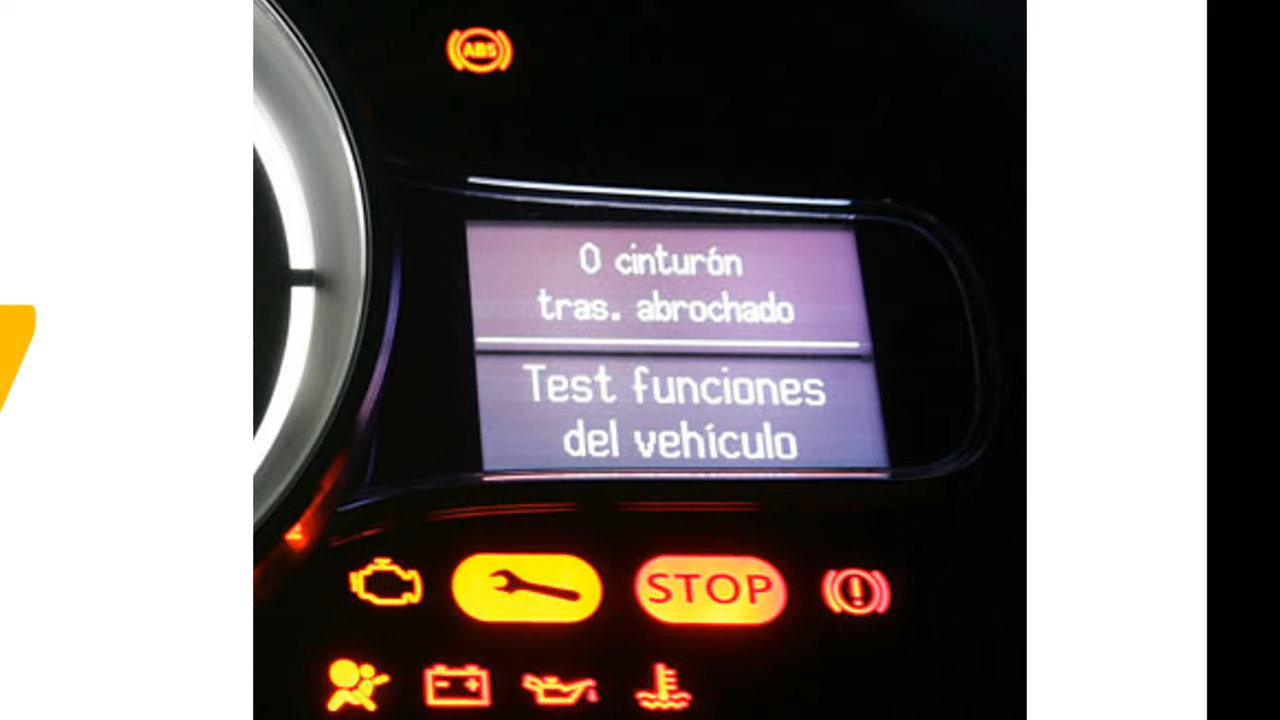 ABS
0 cinturón
tras. abrochado
Test funciones
del vehículo
STOP